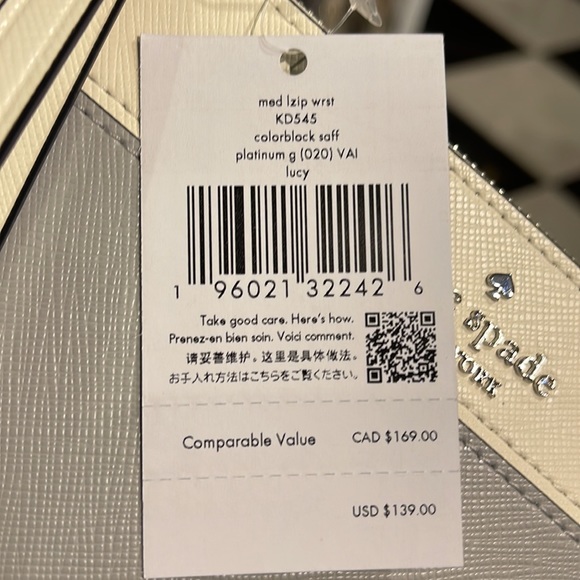 med lzip wrst
KD545
colorblock saff
platinum g (020) VAI
lucy
1 96021 32242 6
Take good care. Here's how.
Prenez-en bien soin. Voici comment.
请妥善维护。这里是具体做法。
お手入れ方法はこちらをご覧ください。
Comparable Value CAD $169.00
USD $139.00
spade
YORK